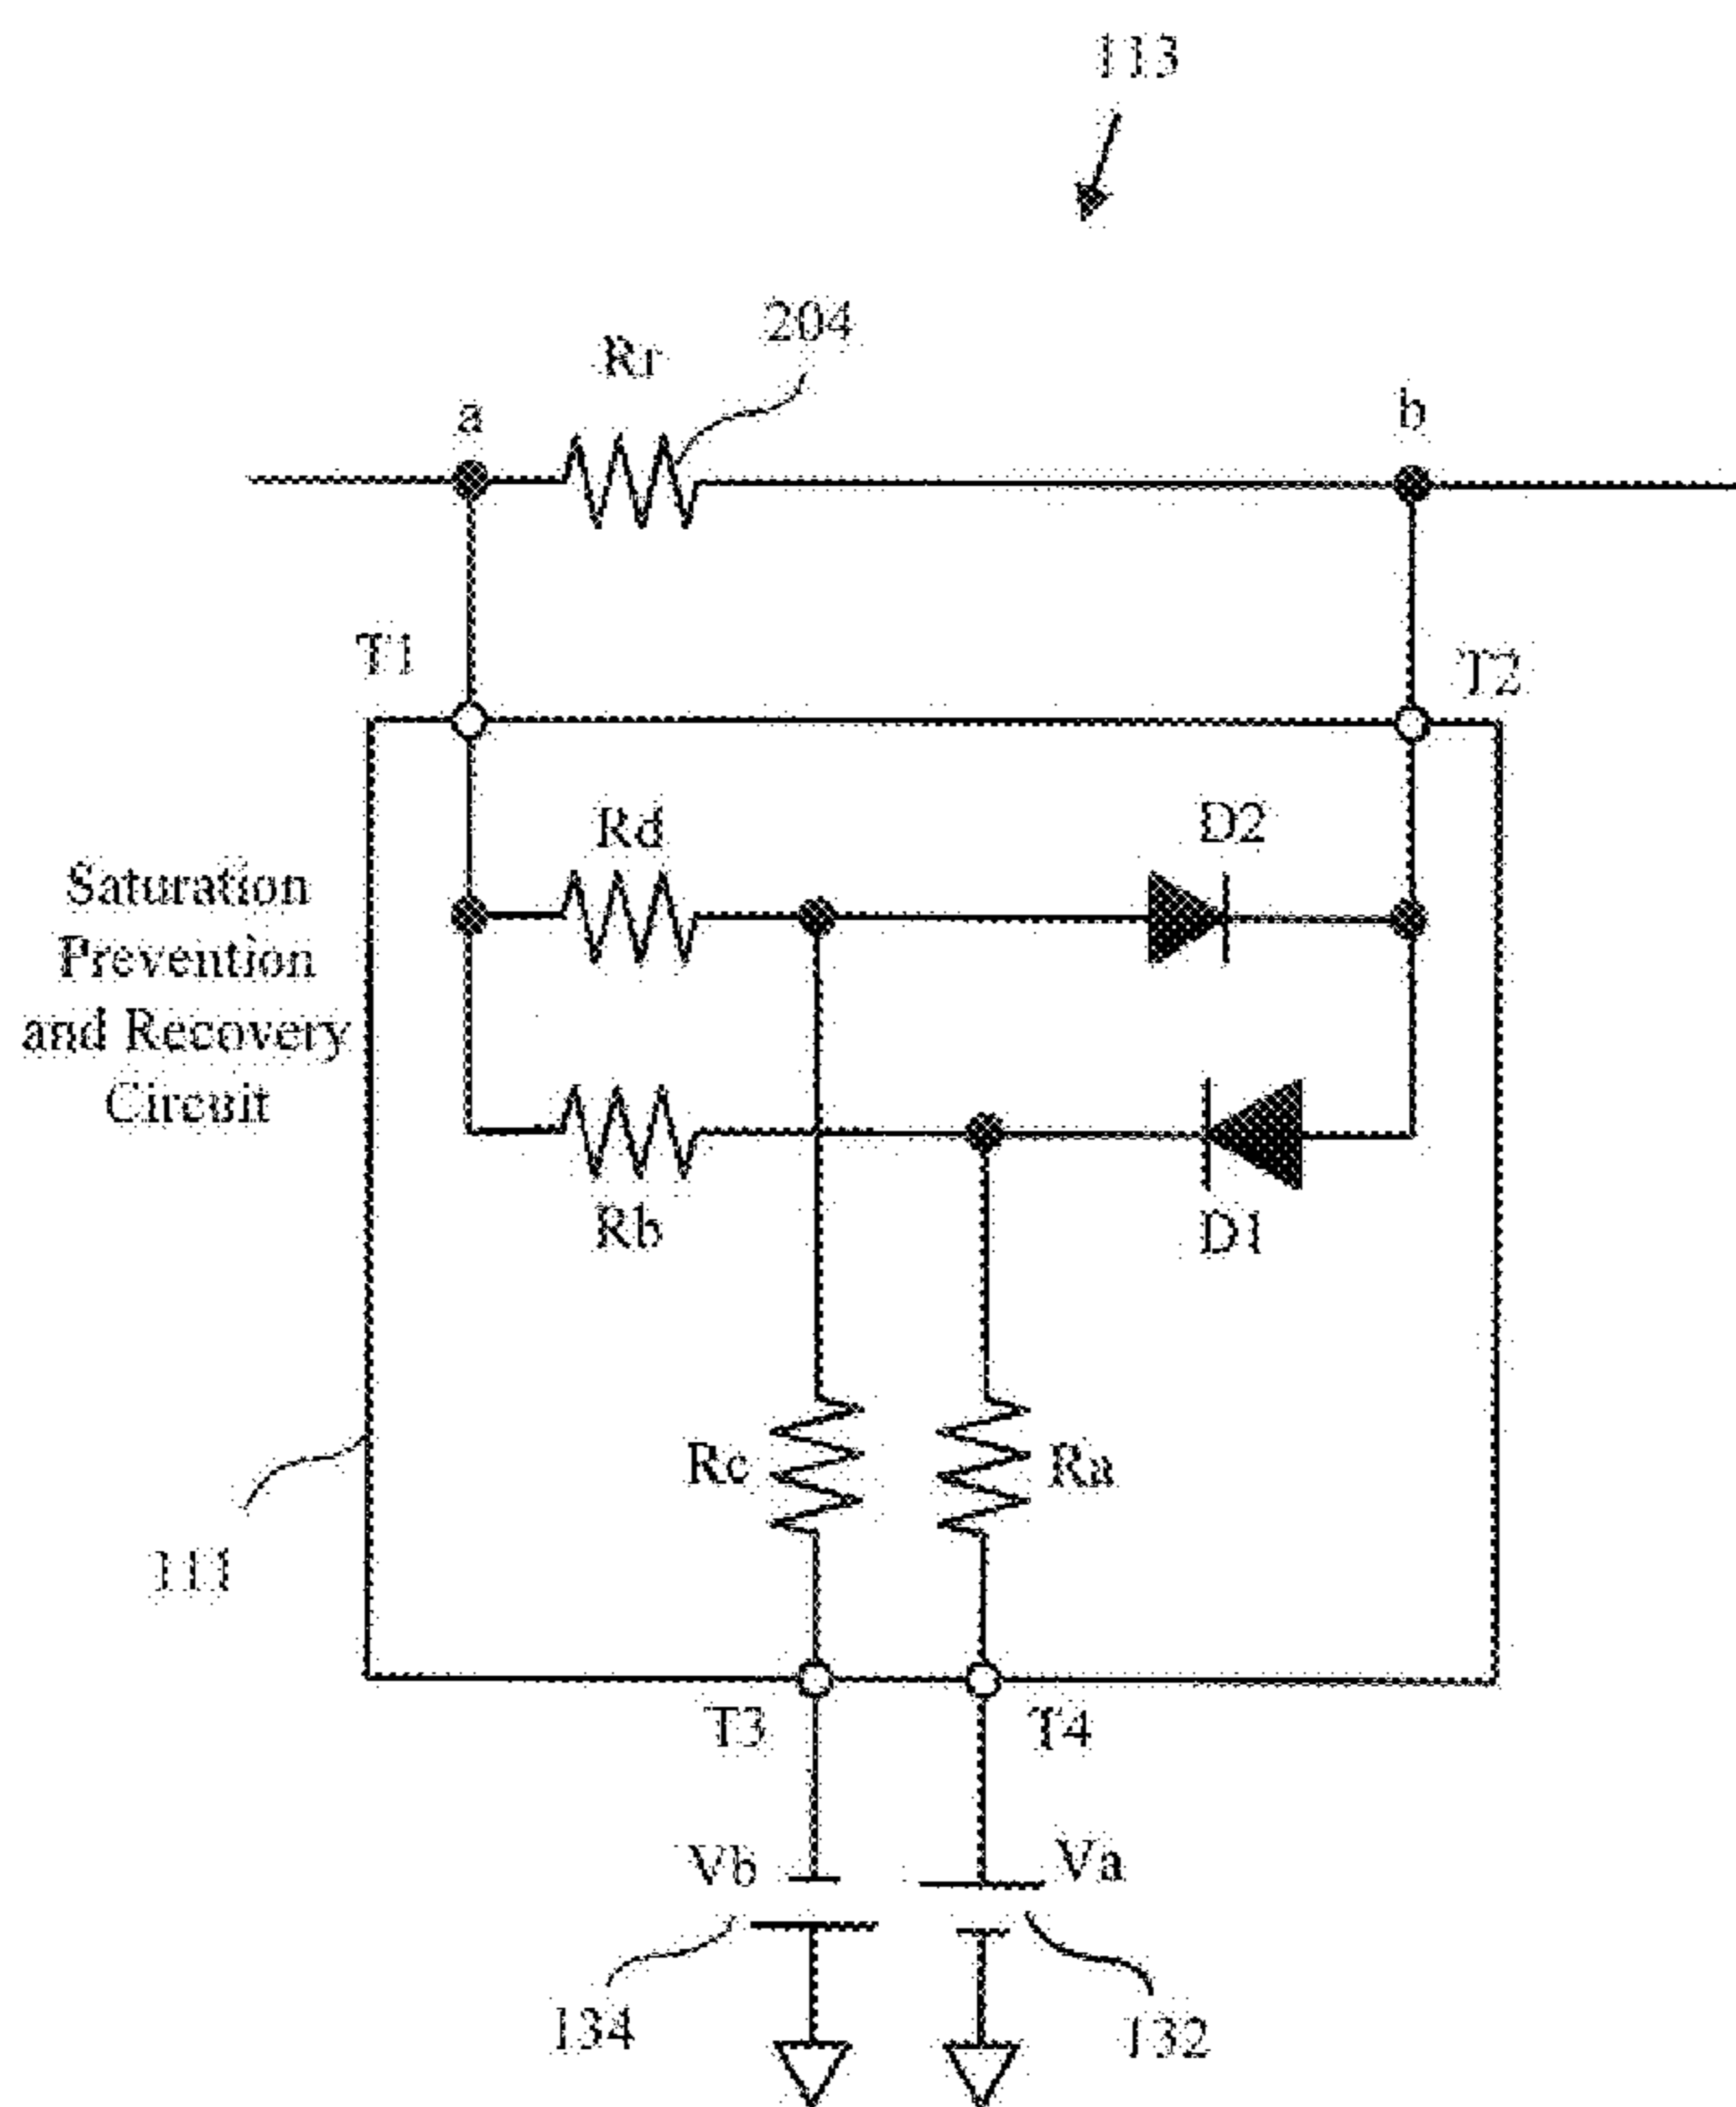 113
204
Rr
a
b
T1
T2
Rd
D2
Saturation
Prevention
and Recovery
Circuit
Rb
D1
Rc
Ra
111
T3
T4
Vb
Va
134
132